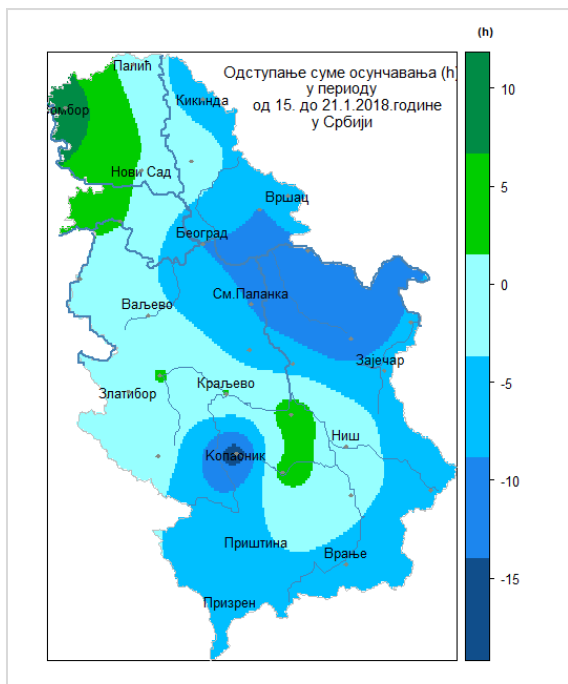 (h)
Одступање суме осунчавања (h)
у периоду
од 15. до 21.1.2018.године
у Србији
Палић
Кикинда
омбор
Нови Сад
Вршац
Београд
См.Паланка
Ваљево
Зајечар
Златибор
Краљево
Ниш
Копаоник
Приштина
Врање
Призрен
10
5
0
-5
-10
-15